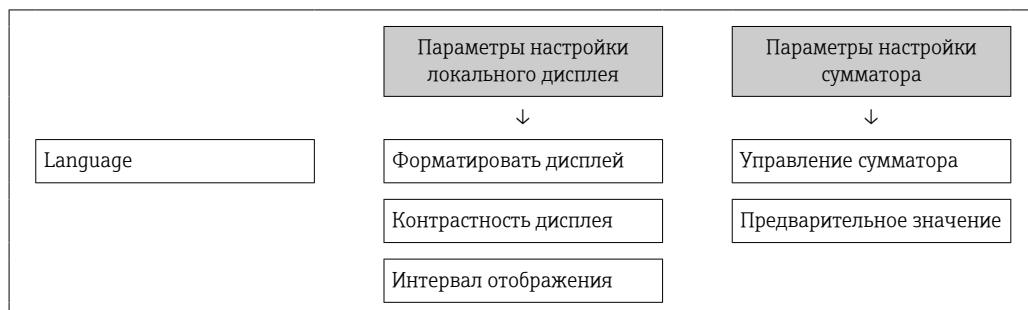 Параметры настройки
локального дисплея
Параметры настройки
сумматора
↓
↓
Language
Форматировать дисплей
Управление сумматора
Контрастность дисплея
Предварительное значение
Интервал отображения